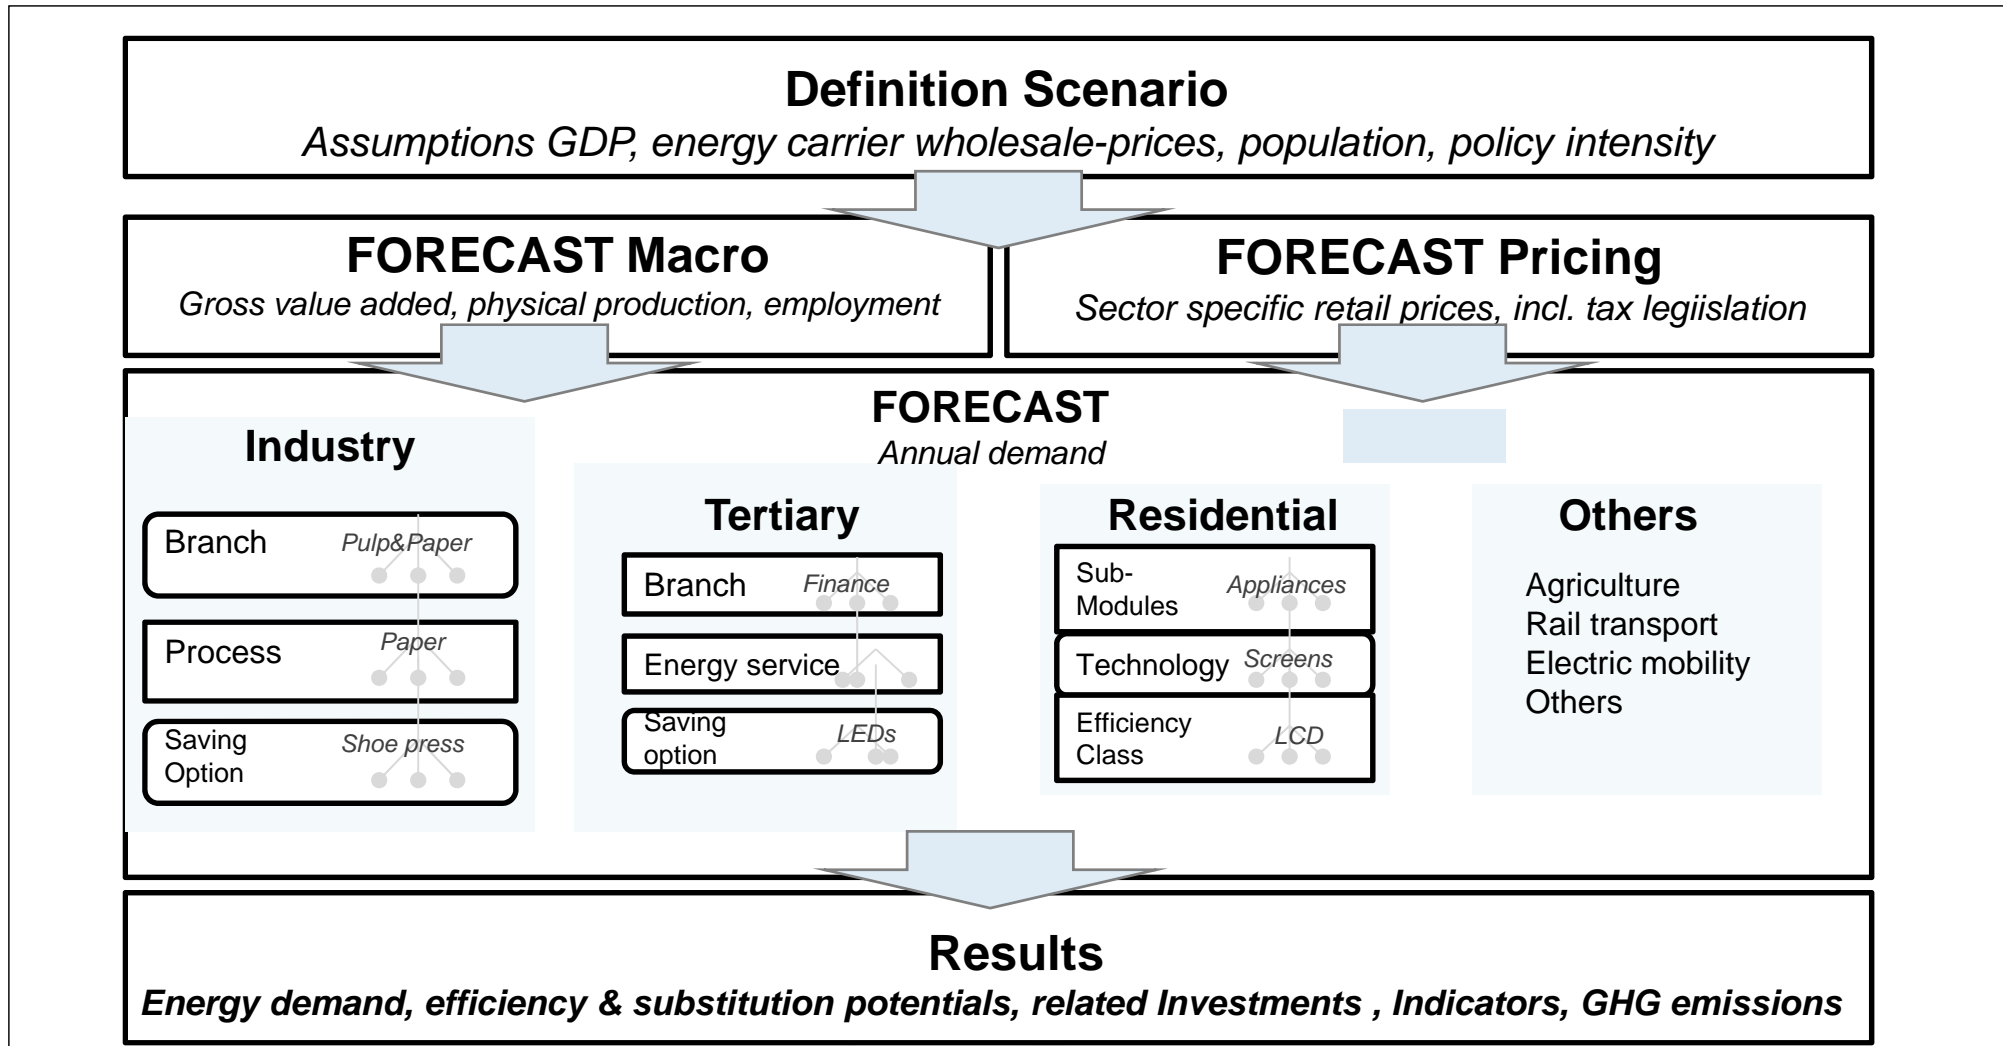 Definition Scenario
Assumptions GDP, energy carrier wholesale-prices, population, policy intensity
FORECAST Macro
Gross value added, physical production, employment
FORECAST Pricing
Sector specific retail prices, incl. tax legiislation
FORECAST
Annual demand
Industry
Branch
Pulp&Paper
Process
Paper
Saving
Option
Shoe press
Tertiary
Branch
Finance
Energy service
Saving
option
LEDs
Residential
Sub-
Modules
Appliances
Technology
Screens
Efficiency
Class
LCD
Others
Agriculture
Rail transport
Electric mobility
Others
Results
Energy demand, efficiency & substitution potentials, related Investments , Indicators, GHG emissions